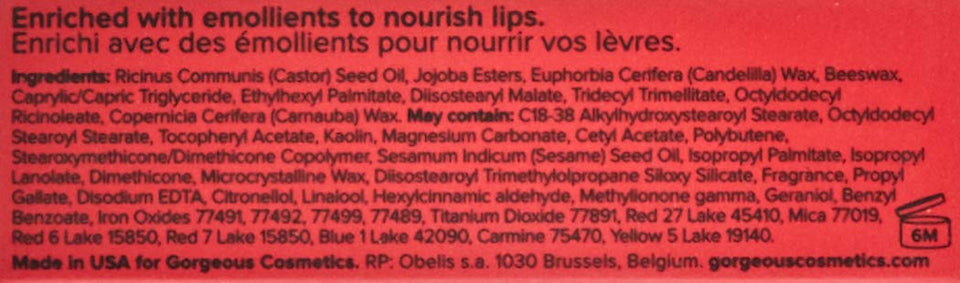 Enriched with emollients to nourish lips.
Enrichi avec des émollients pour nourrir vos lèvres.
Ingredients: Ricinus Communis (Castor) Seed Oil, Jojoba Esters, Euphorbia Cerifera (Candelilla) Wax, Beeswax,
Caprylic/Capric Triglyceride, Ethylhexyl Palmitate, Diisostearyl Malate, Tridecyl Trimellitate, Octyldodecyl
Ricinoleate, Copernicia Cerifera (Carnauba) Wax. May contain: C18-38 Alkylhydroxystearoyl Stearate, Octyldodecyl
Stearoyl Stearate, Tocopheryl Acetate, Kaolin, Magnesium Carbonate, Cetyl Acetate, Polybutene,
Stearoxymethicone/Dimethicone Copolymer, Sesamum Indicum (Sesame) Seed Oil, Isopropyl Palmitate, Isopropyl
Lanolate, Dimethicone, Microcrystalline Wax, Diisostearoyl Trimethylolpropane Siloxy Silicate, Fragrance, Propyl
Gallate, Disodium EDTA, Citronellol, Linalool, Hexylcinnamic aldehyde, Methylionone gamma, Geraniol, Benzyl
Benzoate, Iron Oxides 77491, 77492, 77499, 77489, Titanium Dioxide 77891, Red 27 Lake 45410, Mica 77019,
Red 6 Lake 15850, Red 7 Lake 15850, Blue 1 Lake 42090, Carmine 75470, Yellow 5 Lake 19140.
6M
Made in USA for Gorgeous Cosmetics. RP: Obelis s.a. 1030 Brussels, Belgium. gorgeouscosmetics.com